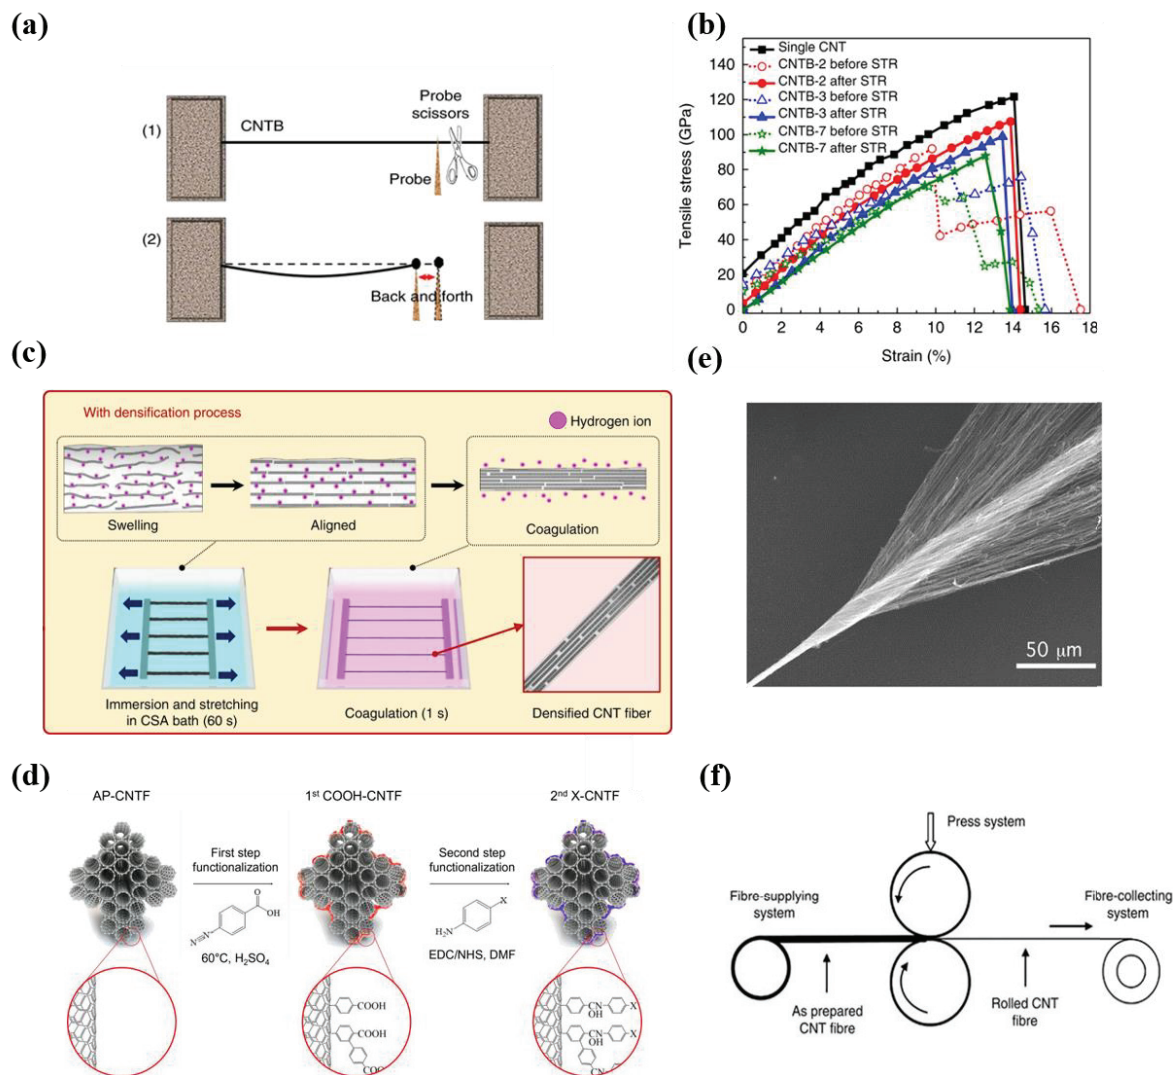 (a)
(1)
CNTB
Probe
scissors
Probe
(2)
Back and forth
(b)
Tensile stress (GPa)
140
120
100
80
60
40
20
0
Single CNT
CNTB-2 before STR
CNTB-2 after STR
CNTB-3 before STR
CNTB-3 after STR
CNTB-7 before STR
CNTB-7 after STR
0 2 4 6 8 10 12 14 16 18
Strain (%)
(c)
With densification process
Hydrogen ion
Swelling
Aligned
Coagulation
Immersion and stretching
in CSA bath (60 s)
Coagulation (1 s)
Densified CNT fiber
(e)
50 μm
(d)
AP-CNTF
1st COOH-CNTF
2nd X-CNTF
First step
functionalization
O
OH
N≡N
60°C, H2SO4
Second step
functionalization
X
H2N
EDC/NHS, DMF
COOH
COOH
CNH
OH
X
CNH
OH
X
(f)
Press system
Fibre-supplying
system
Fibre-collecting
system
As prepared
CNT fibre
Rolled CNT
fibre